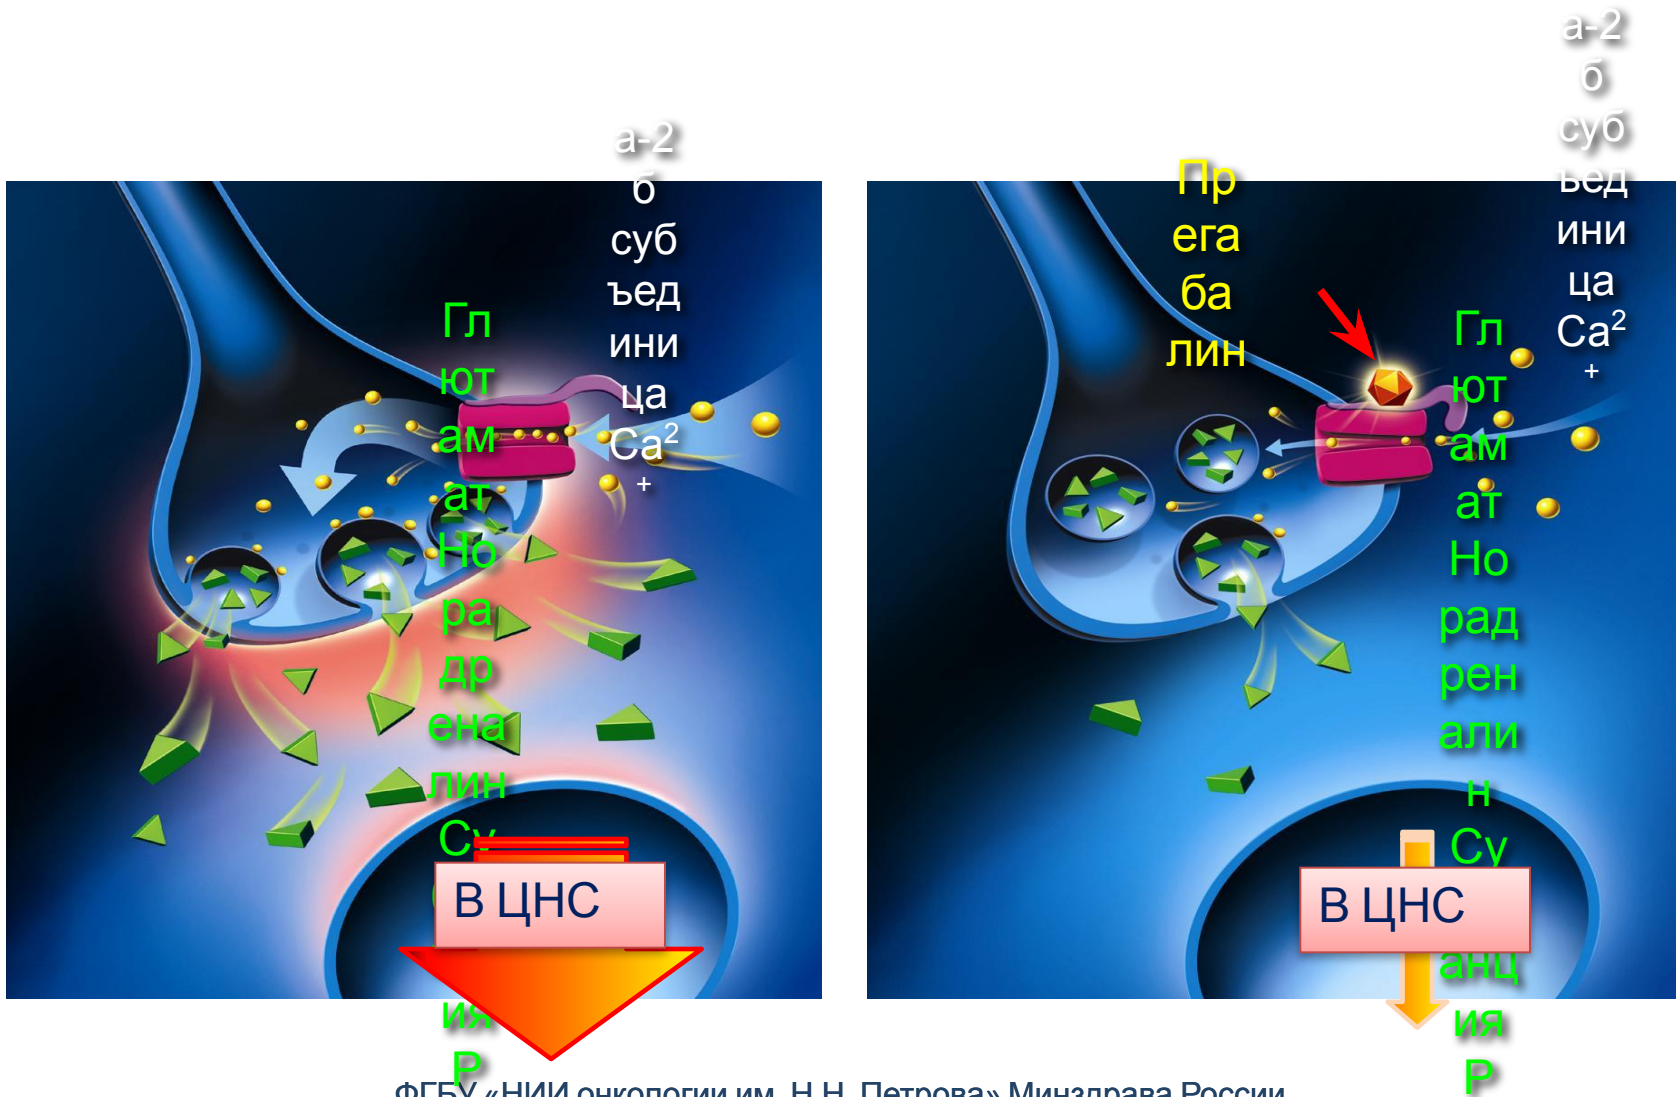 а-2
б
суб
ъед
ини
ца
Ca2
+
Гл
ют
ам
ат
Но
ра
др
ена
лин
Су
ия
Р
В ЦНС
а-2
б
суб
ъед
ини
ца
Ca2
+
Пр
ега
ба
лин
Гл
ют
ам
ат
Но
рад
рен
али
н
Су
анц
ия
Р
В ЦНС
ФГБУ «НИИ онкологии им. Н.Н. Петрова» Минздрава России